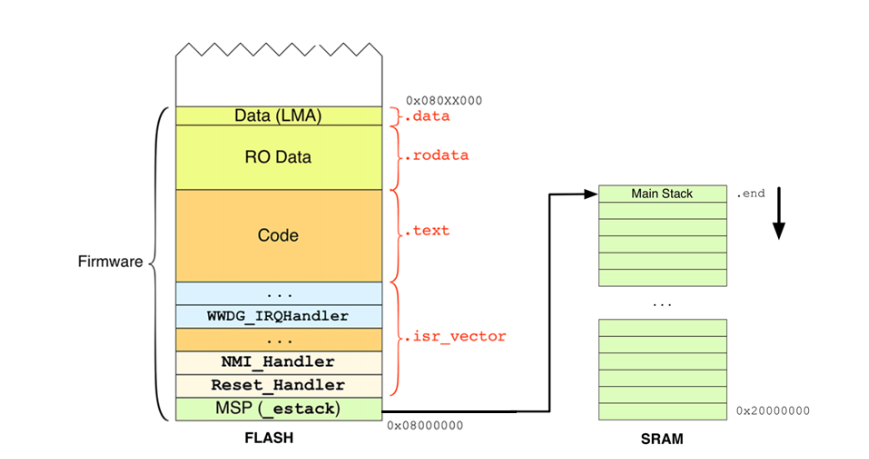 0x080XX000
Data (LMA)
.data
RO Data
.rodata
Main Stack
.end
Code
.text
Firmware
...
...
WWDG_IRQHandler
...
.isr_vector
NMI_Handler
Reset_Handler
MSP (_estack)
0x20000000
0x08000000
FLASH
SRAM